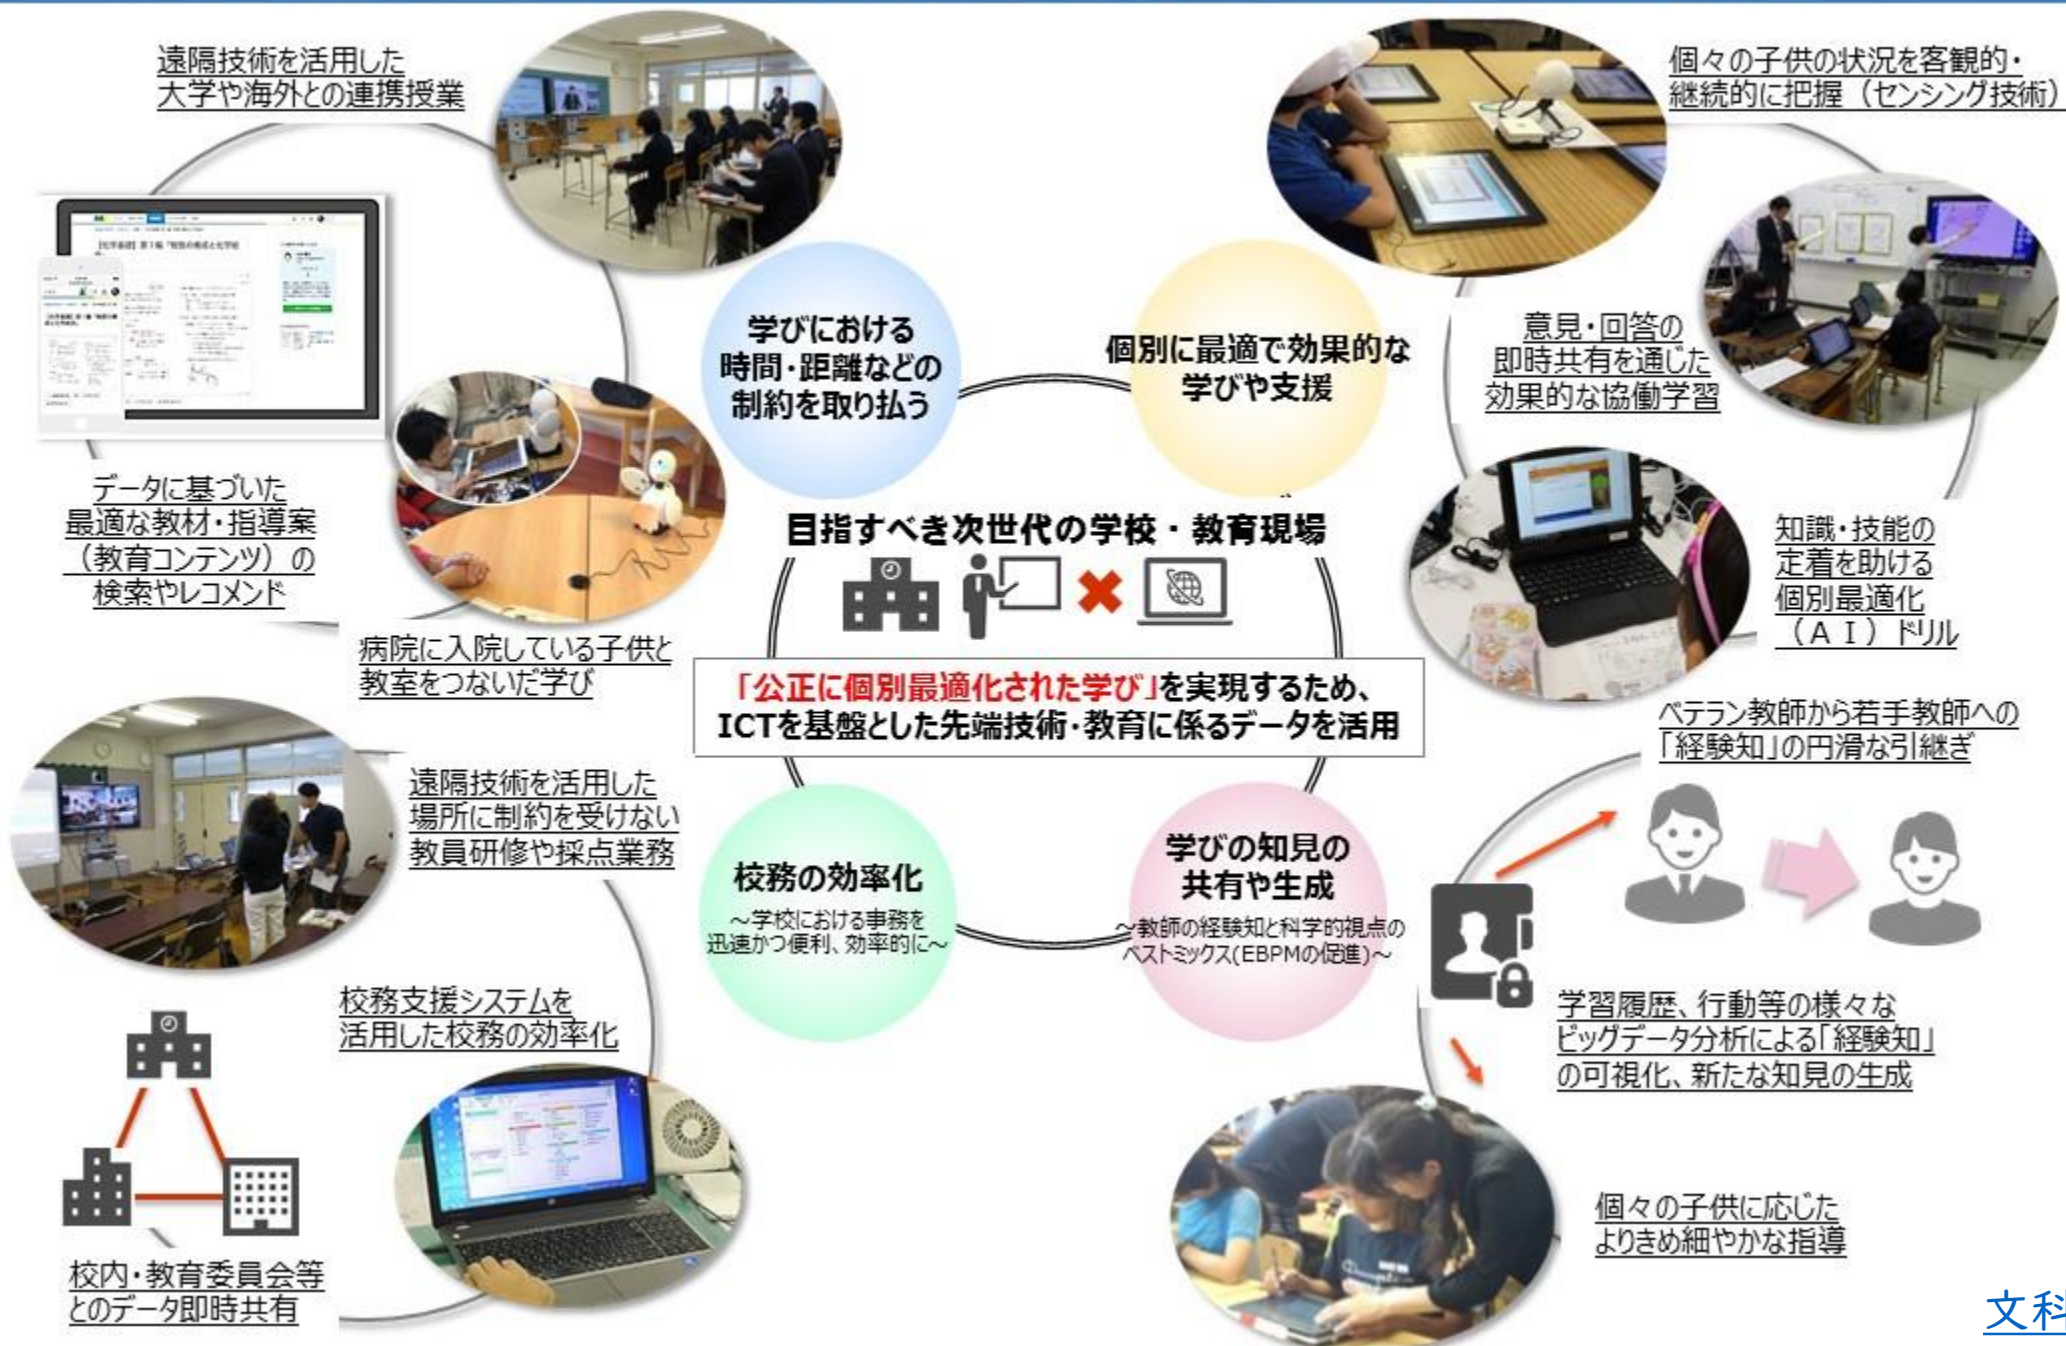 遠隔技術を活用した
大学や海外との連携授業
データに基づいた
最適な教材・指導案
（教育コンテンツ）の
検索やレコメンド
病院に入院している子供と
教室をつないだ学び
学びにおける
時間・距離などの
制約を取り払う
個別に最適で効果的な
学びや支援
個々の子供の状況を客観的・
継続的に把握（センシング技術）
意見・回答の
即時共有を通じた
効果的な協働学習
知識・技能の
定着を助ける
個別最適化
（ＡＩ）ドリル
目指すべき次世代の学校・教育現場
「公正に個別最適化された学び」を実現するため、
ICTを基盤とした先端技術・教育に係るデータを活用
遠隔技術を活用した
場所に制約を受けない
教員研修や採点業務
校務支援システムを
活用した校務の効率化
校内・教育委員会等
とのデータ即時共有
校務の効率化
～学校における事務を
迅速かつ便利、効率的に～
学びの知見の
共有や生成
～教師の経験知と科学的視点の
ベストミックス(EBPMの促進)～
ベテラン教師から若手教師への
「経験知」の円滑な引継ぎ
学習履歴、行動等の様々な
ビッグデータ分析による「経験知」
の可視化、新たな知見の生成
個々の子供に応じた
よりきめ細やかな指導
文科